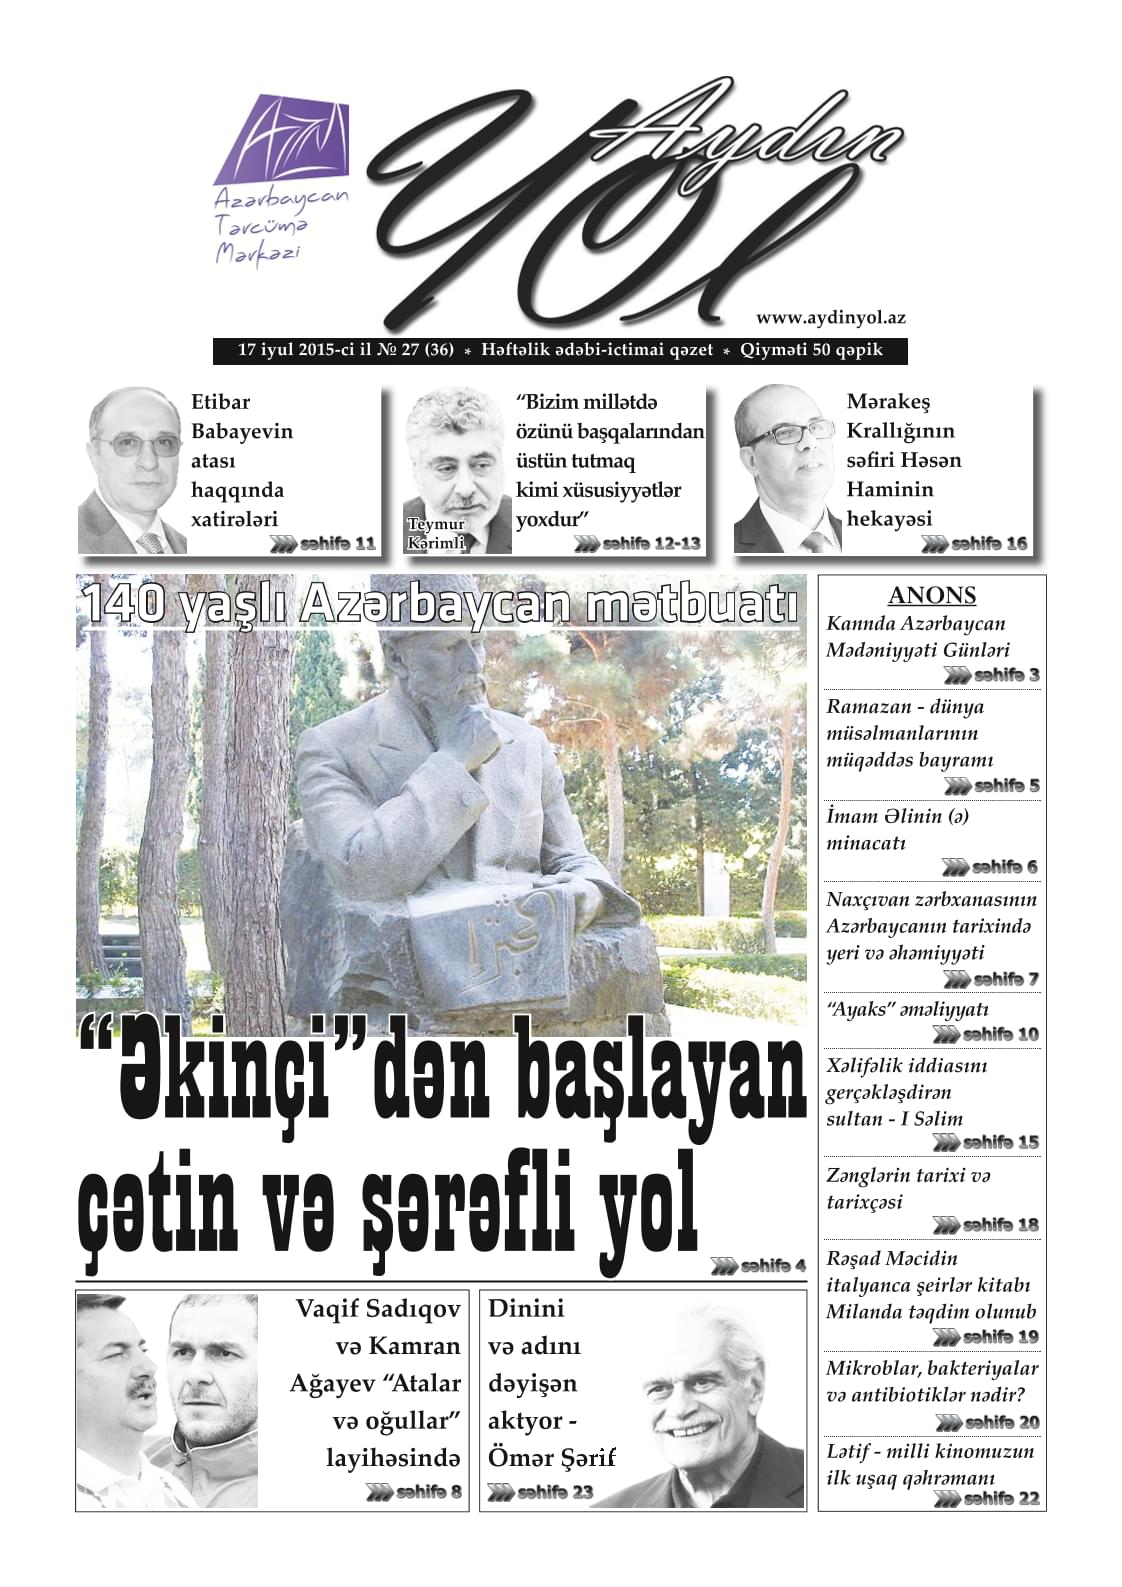 AZTM
Azərbaycan
Tərcümə
Mərkəzi
Aydın
Yol
www.aydinyol.az
17 iyul 2015-ci il № 27 (36) * Həftəlik ədəbi-ictimai qəzet * Qiyməti 50 qəpik
Etibar
Babayevin
atası
haqqında
xatirələri
səhifə 11
“Bizim millətdə
özünü başqalarından
üstün tutmaq
kimi xüsusiyyətlər
yoxdur”
Teymur
Kərimli
səhifə 12-13
Mərakeş
Krallığının
səfiri Həsən
Haminin
hekayəsi
səhifə 16
140 yaşlı Azərbaycan mətbuatı
“Əkinçi”dən başlayan
çətin və şərəfli yol
səhifə 4
Vaqif Sadıqov
və Kamran
Ağayev “Atalar
və oğullar”
layihəsində
səhifə 8
Dinini
və adını
dəyişən
aktyor -
Ömər Şərif
səhifə 23
ANONS
Kannda Azərbaycan
Mədəniyyəti Günləri
səhifə 3
Ramazan - dünya
müsəlmanlarının
müqəddəs bayramı
səhifə 5
İmam Əlinin (ə)
minacatı
səhifə 6
Naxçıvan zərbxanasının
Azərbaycanın tarixində
yeri və əhəmiyyəti
səhifə 7
“Ayaks” əməliyyatı
səhifə 10
Xəlifəlik iddiasını
gerçəkləşdirən
sultan - I Səlim
səhifə 15
Zənglərin tarixi və
tarixçəsi
səhifə 18
Rəşad Məcidin
italyanca şeirlər kitabı
Milanda təqdim olunub
səhifə 19
Mikroblar, bakteriyalar
və antibiotiklər nədir?
səhifə 20
Lətif - milli kinomuzun
ilk uşaq qəhrəmanı
səhifə 22